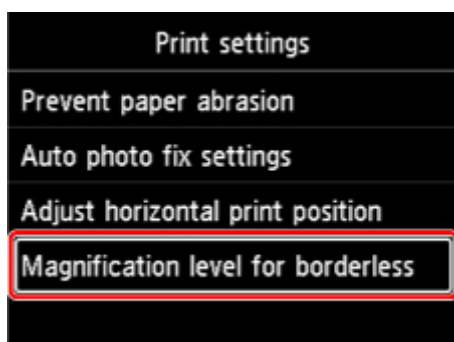 Print settings
Prevent paper abrasion
Auto photo fix settings
Adjust horizontal print position
Magnification level for borderless